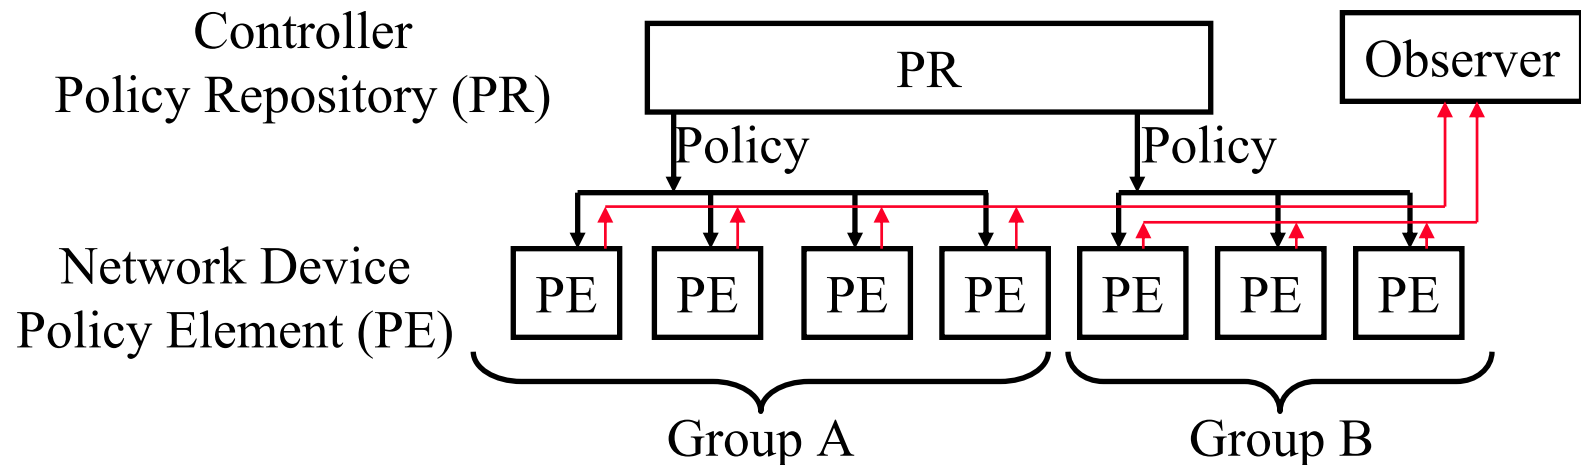 Controller
Policy Repository (PR)
PR
Observer
Policy
Policy
Network Device
Policy Element (PE)
PE
PE
PE
PE
PE
PE
PE
Group A
Group B